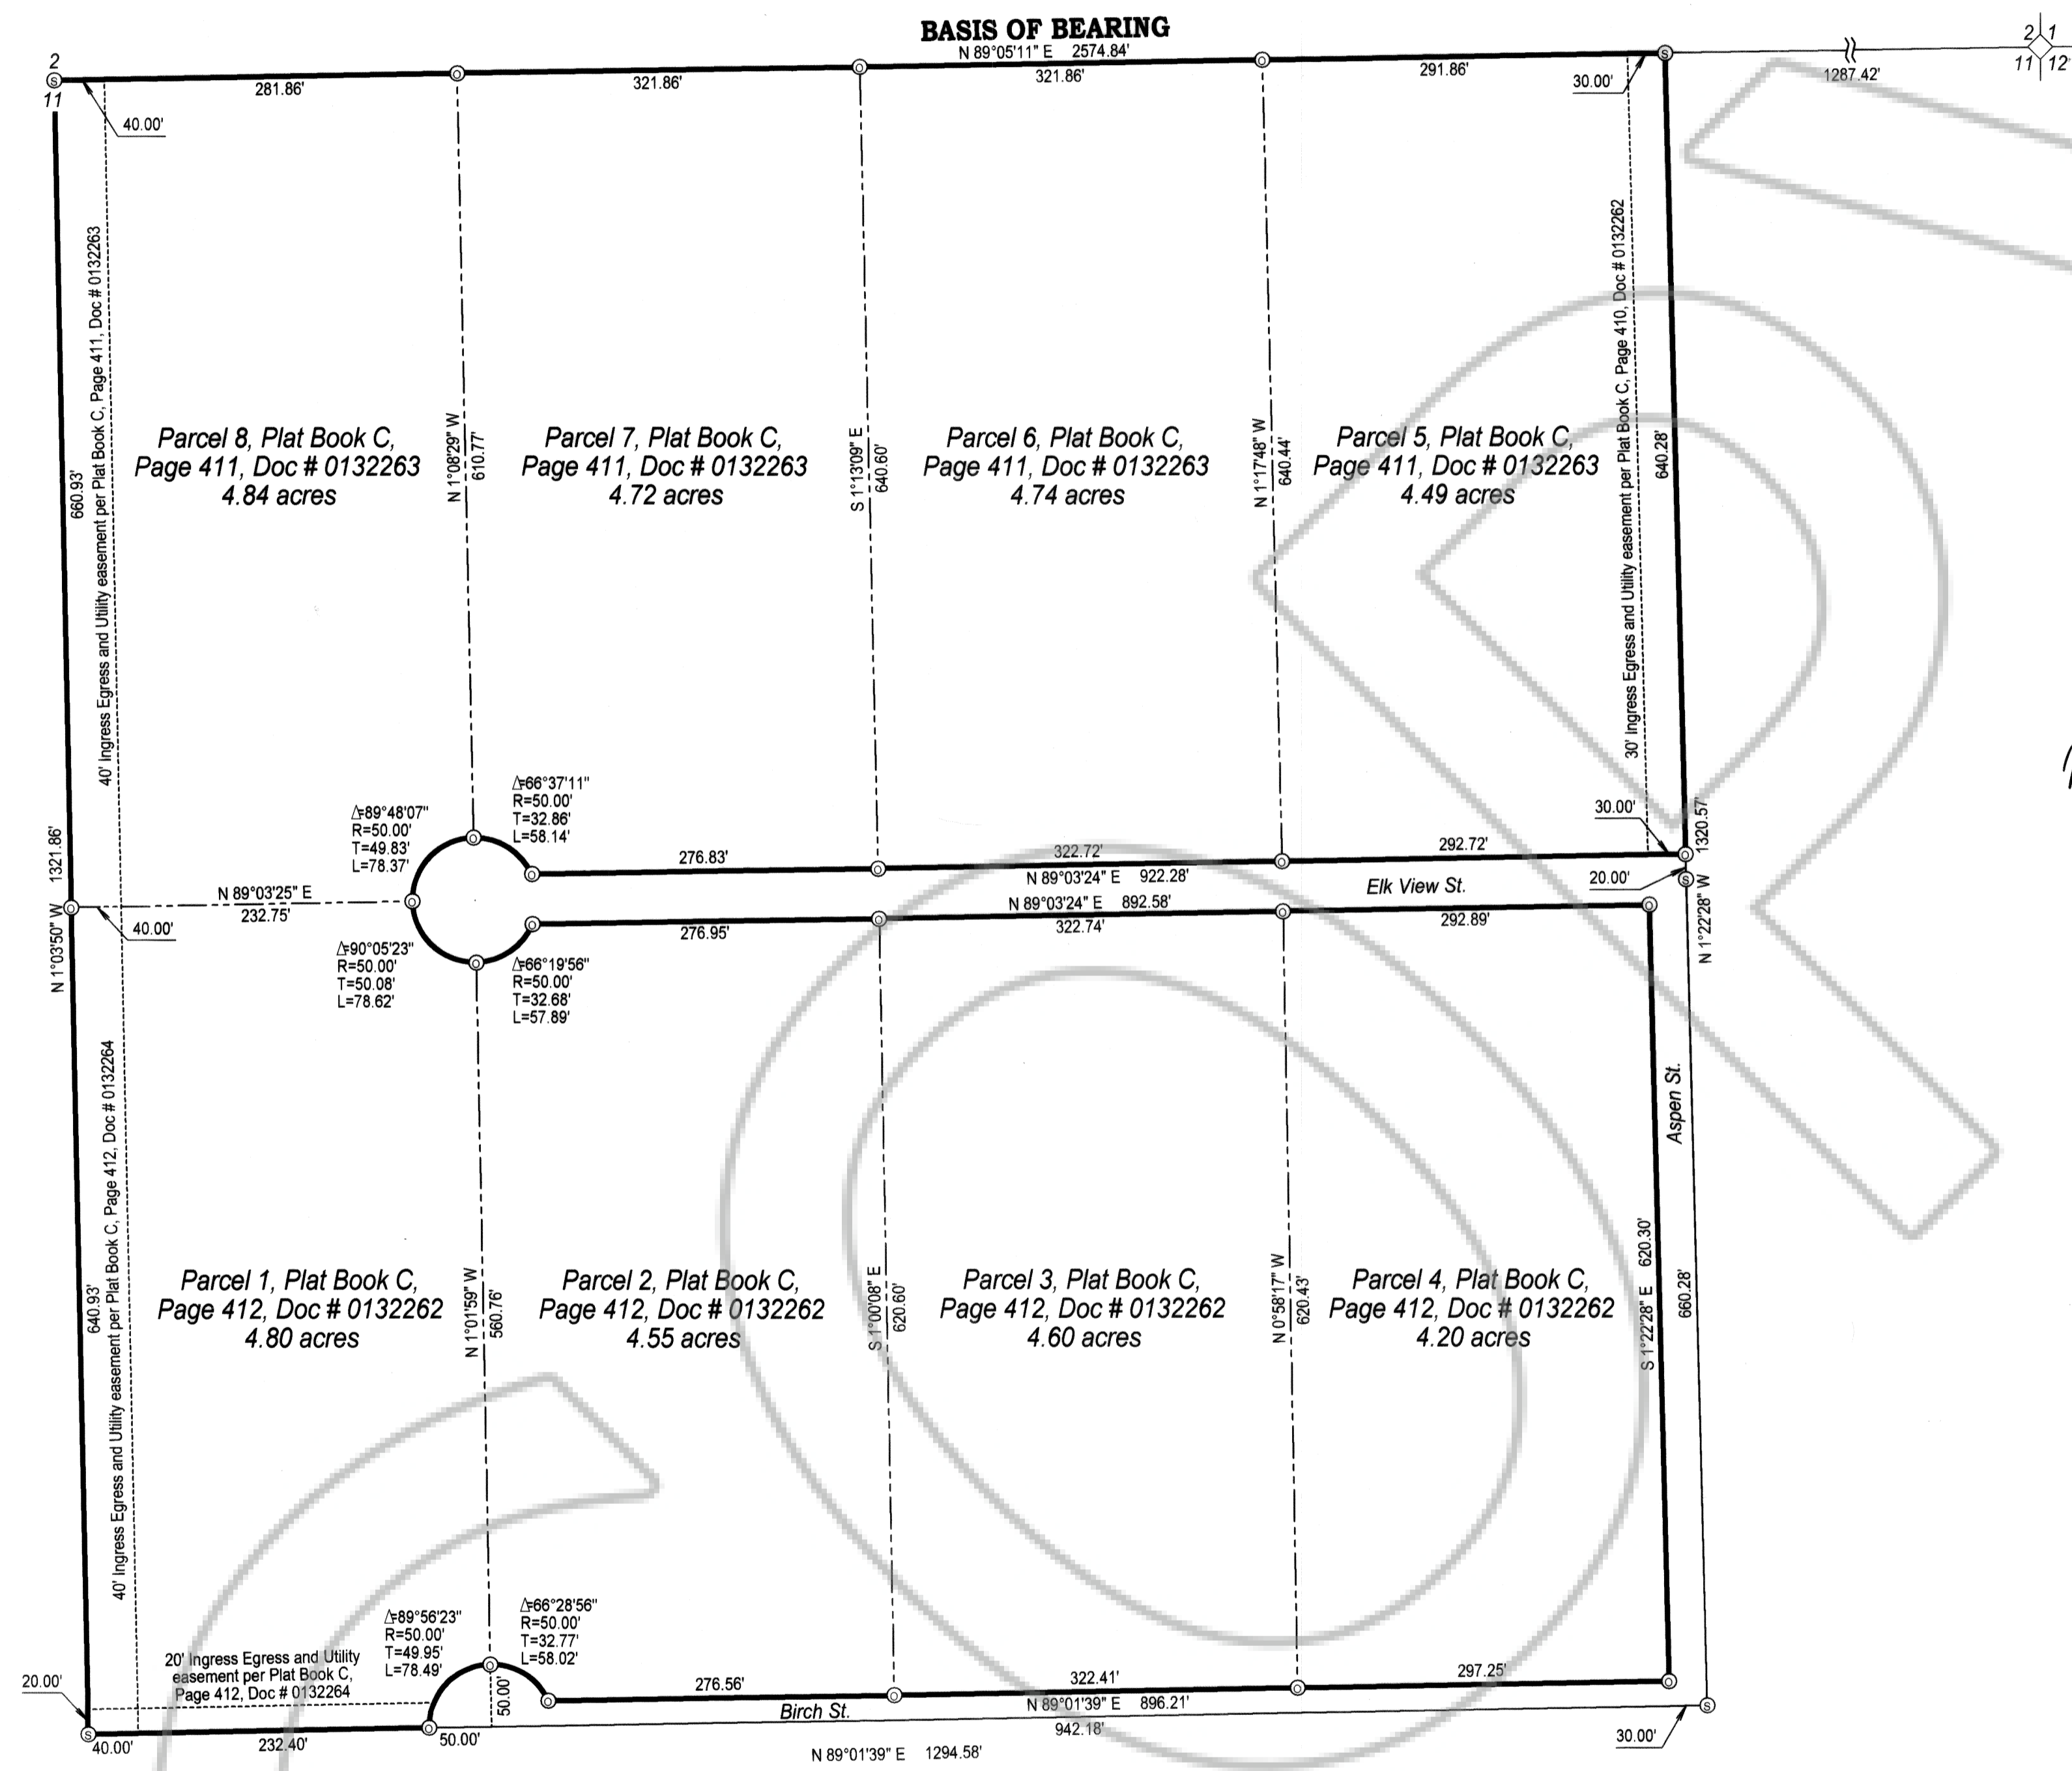 BASIS OF BEARING
N 89°05'11" E 2574.84'
2
11
281.86'
321.86'
321.86'
291.86'
30.00'
1287.42'
2 1
11 12
40.00'
40' Ingress Egress and Utility easement per Plat Book C, Page 411, Doc # 0132263
30' Ingress Egress and Utility easement per Plat Book C, Page 410, Doc # 0132262
660.93'
Parcel 8, Plat Book C,
Page 411, Doc # 0132263
4.84 acres
N 1°08'29" W
610.77'
Parcel 7, Plat Book C,
Page 411, Doc # 0132263
4.72 acres
S 1°13'09" E
640.60'
Parcel 6, Plat Book C,
Page 411, Doc # 0132263
4.74 acres
N 1°17'48" W
640.44'
Parcel 5, Plat Book C,
Page 411, Doc # 0132263
4.49 acres
640.28'
Δ=89°48'07"
R=50.00'
T=49.83'
L=78.37'
Δ=66°37'11"
R=50.00'
T=32.86'
L=58.14'
276.83'
322.72'
292.72'
30.00'
N 89°03'24" E 922.28'
Elk View St.
20.00'
N 1°03'50" W 1321.86'
N 1°22'28" W 1320.57'
N 89°03'25" E
232.75'
40.00'
N 89°03'24" E 892.58'
276.95'
322.74'
292.89'
Δ=90°05'23"
R=50.00'
T=50.08'
L=78.62'
Δ=66°19'56"
R=50.00'
T=32.68'
L=57.89'
Aspen St.
40' Ingress Egress and Utility easement per Plat Book C, Page 412, Doc # 0132264
640.93'
Parcel 1, Plat Book C,
Page 412, Doc # 0132262
4.80 acres
N 1°01'59" W
560.76'
Parcel 2, Plat Book C,
Page 412, Doc # 0132262
4.55 acres
S 1°00'08" E
620.60'
Parcel 3, Plat Book C,
Page 412, Doc # 0132262
4.60 acres
N 0°58'17" W
620.43'
Parcel 4, Plat Book C,
Page 412, Doc # 0132262
4.20 acres
S 1°22'28" E 620.30'
660.28'
Δ=89°56'23"
R=50.00'
T=49.95'
L=78.49'
Δ=66°28'56"
R=50.00'
T=32.77'
L=58.02'
20' Ingress Egress and Utility
easement per Plat Book C,
Page 412, Doc # 0132264
20.00'
50.00'
276.56'
322.41'
297.25'
Birch St.
N 89°01'39" E 896.21'
40.00'
232.40'
50.00'
942.18'
30.00'
N 89°01'39" E 1294.58'